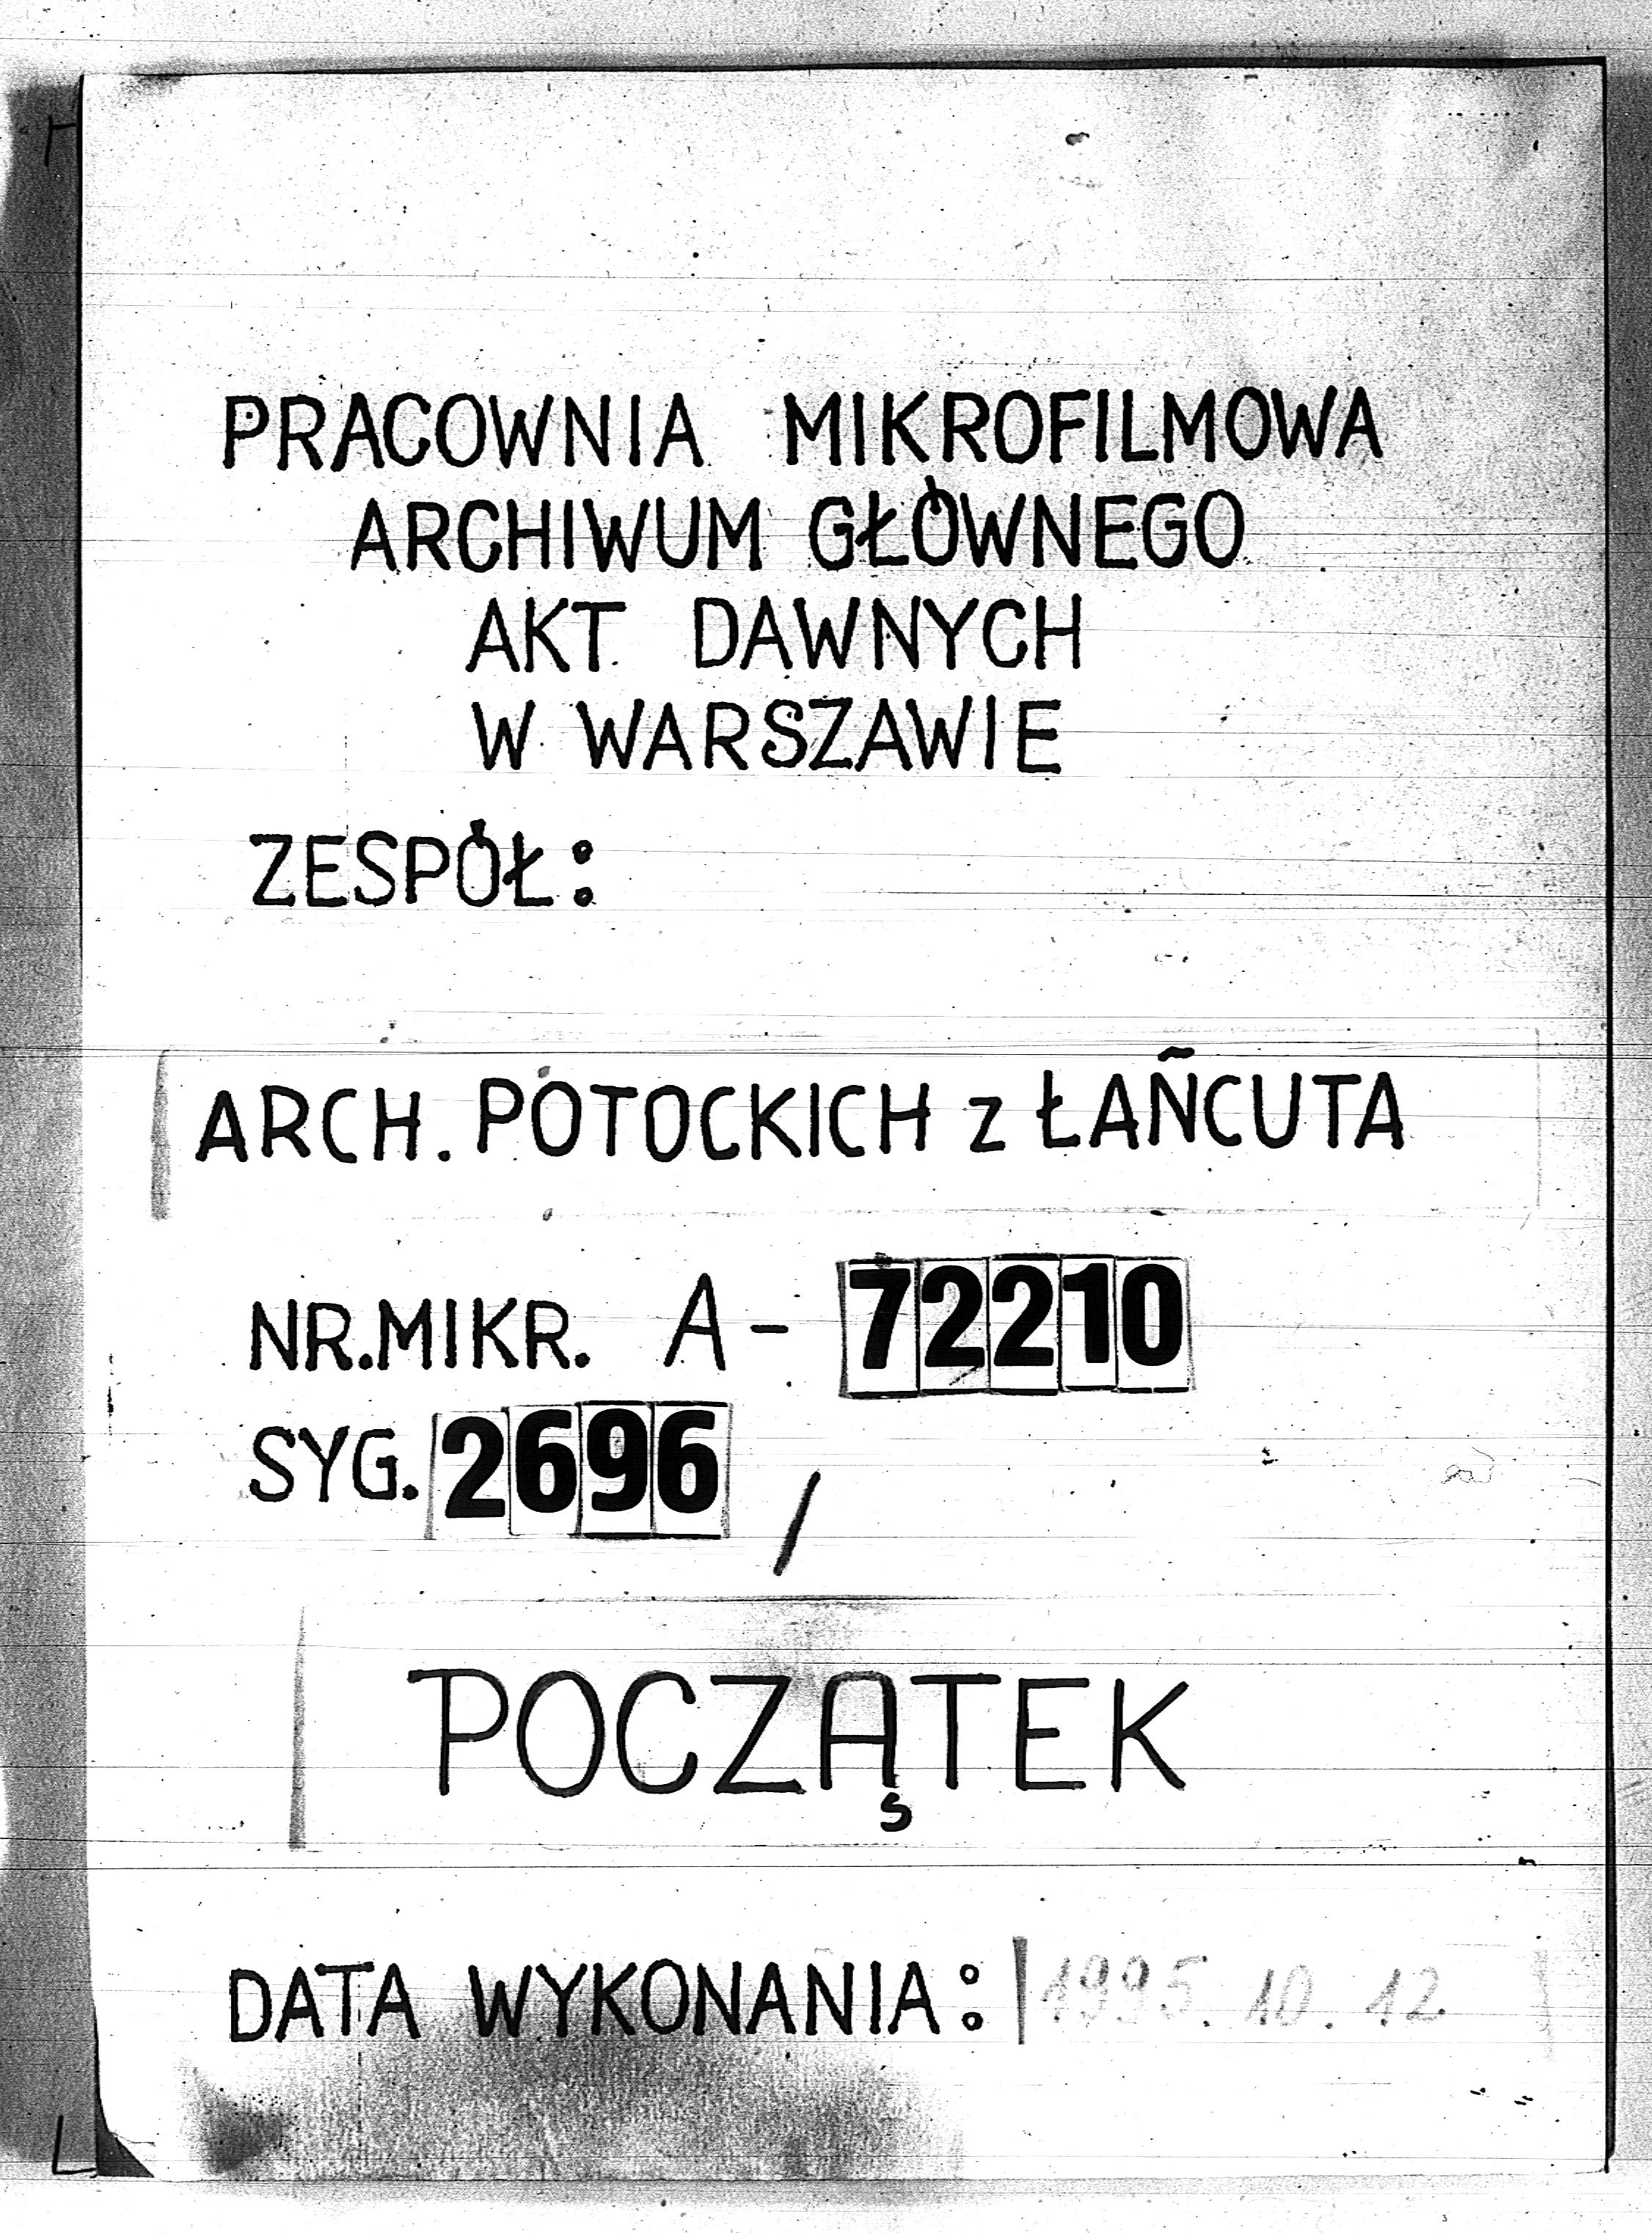 PRACOWNIA MIKROFILMOWA
ARCHIWUM GŁÓWNEGO
AKT DAWNYCH
W WARSZAWIE
ZESPÓŁ:
ARCH. POTOCKICH z ŁAŃCUTA
NR.MIKR. A-72210
SYG. 2696 /
POCZĄTEK
DATA WYKONANIA: 1995.10.12